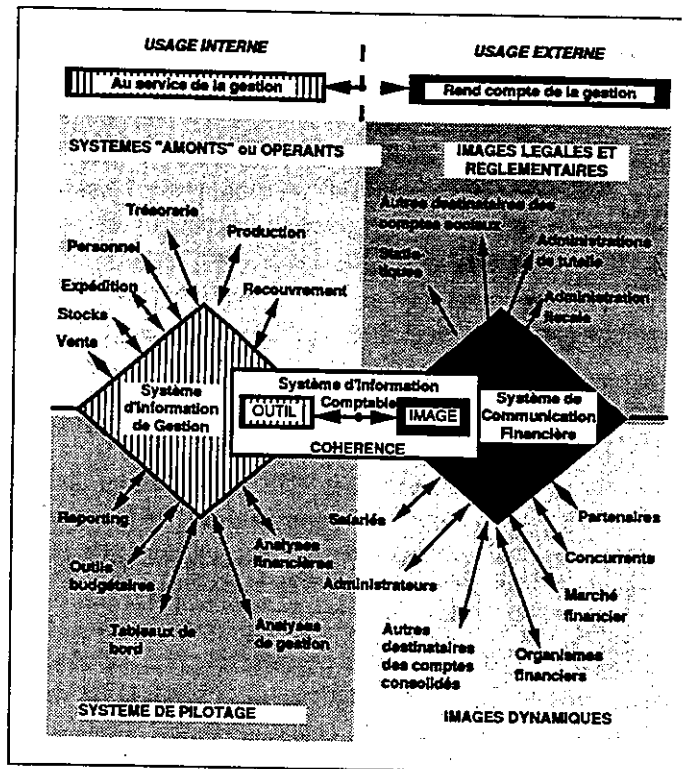 USAGE INTERNE
USAGE EXTERNE
Au service de la gestion
Rend compte de la gestion
SYSTEMES "AMONTS" ou OPERANTS
IMAGES LEGALES ET
REGLEMENTAIRES
Trésorerie
Production
Personnel
Expédition
Recouvrement
Stocks
Vente
Autres destinataires des
comptes sociaux
Statis-
tiques
Administrations
de tutelle
Administration
fiscale
Système
d'Information
de Gestion
Système d'Information
Comptable
OUTIL
IMAGE
COHERENCE
Système de
Communication
Financière
Reporting
Outils
budgétaires
Tableaux de
bord
Analyses
financières
Analyses
de gestion
Salariés
Administrateurs
Autres
destinataires
des comptes
consolidés
Partenaires
Concurrents
Marché
financier
Organismes
financiers
SYSTEME DE PILOTAGE
IMAGES DYNAMIQUES